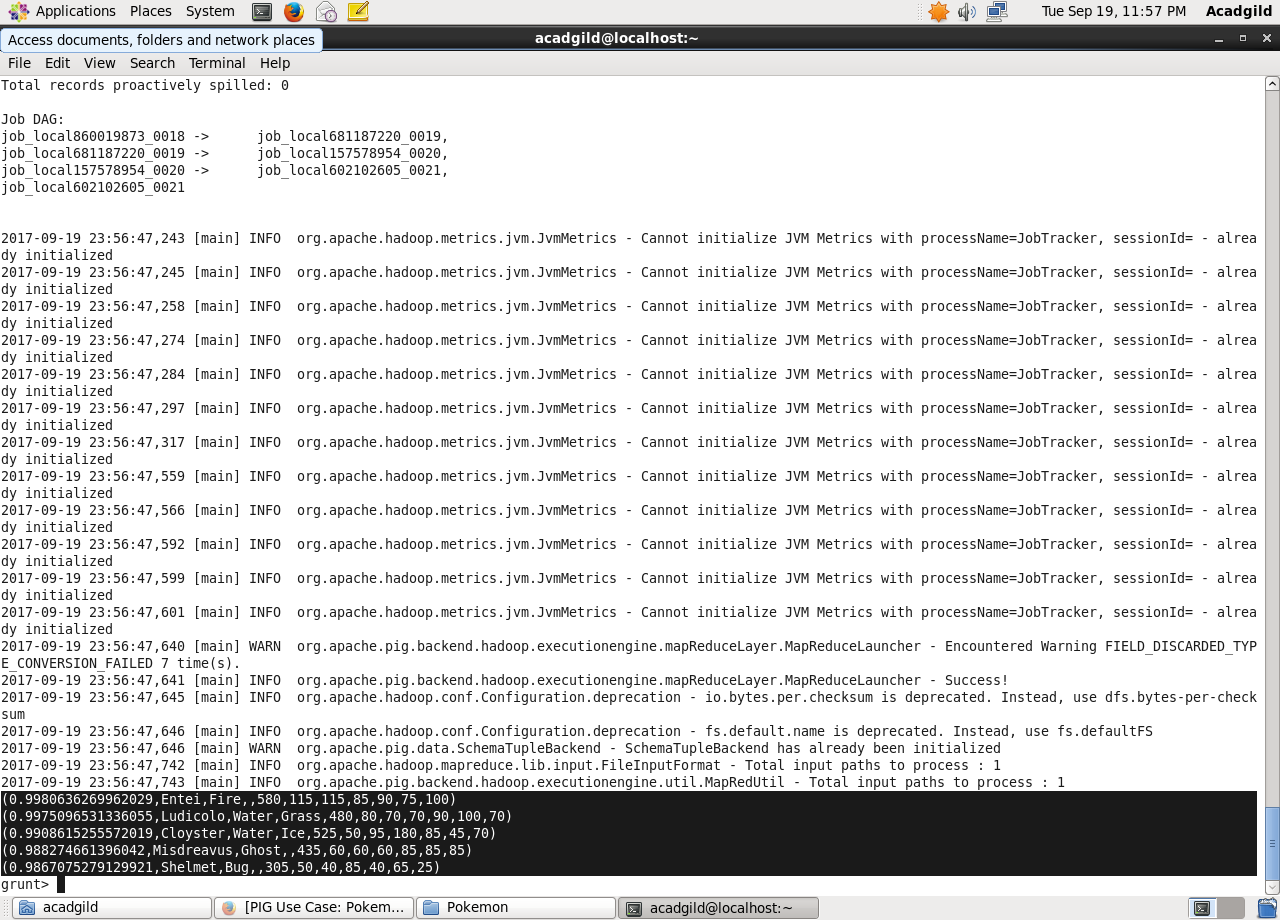 Applications Places System Tue Sep 19, 11:57 PM Acadgild
Access documents, folders and network places
acadgild@localhost:~
File Edit View Search Terminal Help
Total records proactively spilled: 0
Job DAG:
job_local860019873_0018 -> job_local681187220_0019,
job_local681187220_0019 -> job_local157578954_0020,
job_local157578954_0020 -> job_local602102605_0021,
job_local602102605_0021
2017-09-19 23:56:47,243 [main] INFO org.apache.hadoop.metrics.jvm.JvmMetrics - Cannot initialize JVM Metrics with processName=JobTracker, sessionId= - alrea
dy initialized
2017-09-19 23:56:47,245 [main] INFO org.apache.hadoop.metrics.jvm.JvmMetrics - Cannot initialize JVM Metrics with processName=JobTracker, sessionId= - alrea
dy initialized
2017-09-19 23:56:47,258 [main] INFO org.apache.hadoop.metrics.jvm.JvmMetrics - Cannot initialize JVM Metrics with processName=JobTracker, sessionId= - alrea
dy initialized
2017-09-19 23:56:47,274 [main] INFO org.apache.hadoop.metrics.jvm.JvmMetrics - Cannot initialize JVM Metrics with processName=JobTracker, sessionId= - alrea
dy initialized
2017-09-19 23:56:47,284 [main] INFO org.apache.hadoop.metrics.jvm.JvmMetrics - Cannot initialize JVM Metrics with processName=JobTracker, sessionId= - alrea
dy initialized
2017-09-19 23:56:47,297 [main] INFO org.apache.hadoop.metrics.jvm.JvmMetrics - Cannot initialize JVM Metrics with processName=JobTracker, sessionId= - alrea
dy initialized
2017-09-19 23:56:47,317 [main] INFO org.apache.hadoop.metrics.jvm.JvmMetrics - Cannot initialize JVM Metrics with processName=JobTracker, sessionId= - alrea
dy initialized
2017-09-19 23:56:47,559 [main] INFO org.apache.hadoop.metrics.jvm.JvmMetrics - Cannot initialize JVM Metrics with processName=JobTracker, sessionId= - alrea
dy initialized
2017-09-19 23:56:47,566 [main] INFO org.apache.hadoop.metrics.jvm.JvmMetrics - Cannot initialize JVM Metrics with processName=JobTracker, sessionId= - alrea
dy initialized
2017-09-19 23:56:47,592 [main] INFO org.apache.hadoop.metrics.jvm.JvmMetrics - Cannot initialize JVM Metrics with processName=JobTracker, sessionId= - alrea
dy initialized
2017-09-19 23:56:47,599 [main] INFO org.apache.hadoop.metrics.jvm.JvmMetrics - Cannot initialize JVM Metrics with processName=JobTracker, sessionId= - alrea
dy initialized
2017-09-19 23:56:47,601 [main] INFO org.apache.hadoop.metrics.jvm.JvmMetrics - Cannot initialize JVM Metrics with processName=JobTracker, sessionId= - alrea
dy initialized
2017-09-19 23:56:47,640 [main] WARN org.apache.pig.backend.hadoop.executionengine.mapReduceLayer.MapReduceLauncher - Encountered Warning FIELD_DISCARDED_TYP
E_CONVERSION_FAILED 7 time(s).
2017-09-19 23:56:47,641 [main] INFO org.apache.pig.backend.hadoop.executionengine.mapReduceLayer.MapReduceLauncher - Success!
2017-09-19 23:56:47,645 [main] INFO org.apache.hadoop.conf.Configuration.deprecation - io.bytes.per.checksum is deprecated. Instead, use dfs.bytes-per-check
sum
2017-09-19 23:56:47,646 [main] INFO org.apache.hadoop.conf.Configuration.deprecation - fs.default.name is deprecated. Instead, use fs.defaultFS
2017-09-19 23:56:47,646 [main] WARN org.apache.pig.data.SchemaTupleBackend - SchemaTupleBackend has already been initialized
2017-09-19 23:56:47,742 [main] INFO org.apache.hadoop.mapreduce.lib.input.FileInputFormat - Total input paths to process : 1
2017-09-19 23:56:47,743 [main] INFO org.apache.pig.backend.hadoop.executionengine.util.MapRedUtil - Total input paths to process : 1
(0.9980636269962029,Entei,Fire,,580,115,115,85,90,75,100)
(0.9975096531336055,Ludicolo,Water,Grass,480,80,70,70,90,100,70)
(0.9908615255572019,Cloyster,Water,Ice,525,50,95,180,85,45,70)
(0.988274661396042,Misdreavus,Ghost,,435,60,60,60,85,85,85)
(0.9867075279129921,Shelmet,Bug,,305,50,40,85,40,65,25)
grunt>
acadgild [PIG Use Case: Pokem... Pokemon acadgild@localhost:~